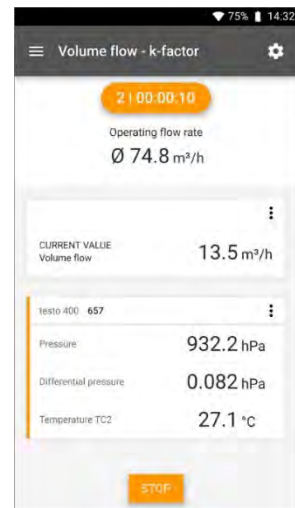 75% 14:32
Volume flow - k-factor
2 | 00:00:10
Operating flow rate
Ø 74.8 m³/h
CURRENT VALUE
Volume flow 13.5 m³/h
testo 400 657
Pressure 932.2 hPa
Differential pressure 0.082 hPa
Temperature TC2 27.1 °C
STOP